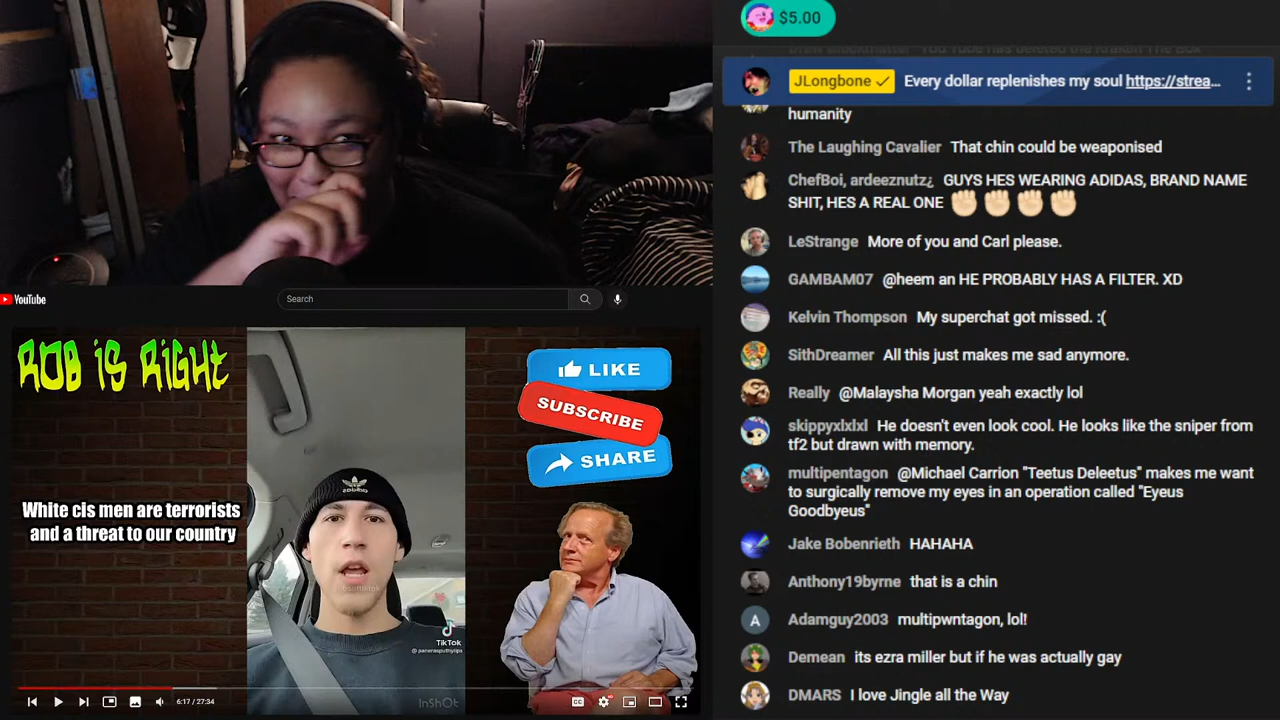 $5.00
JLongbone Every dollar replenishes my soul https://strea...
humanity
The Laughing Cavalier That chin could be weaponised
ChefBoi, ardeeznutz¿ GUYS HES WEARING ADIDAS, BRAND NAME
SHIT, HES A REAL ONE
LeStrange More of you and Carl please.
GAMBAM07 @heem an HE PROBABLY HAS A FILTER. XD
Kelvin Thompson My superchat got missed. :(
SithDreamer All this just makes me sad anymore.
Really @Malaysha Morgan yeah exactly lol
skippyxlxlxl He doesn't even look cool. He looks like the sniper from
tf2 but drawn with memory.
multipentagon @Michael Carrion "Teetus Deleetus" makes me want
to surgically remove my eyes in an operation called "Eyeus
Goodbyeus"
Jake Bobenrieth HAHAHA
Anthony19byrne that is a chin
A
Adamguy2003 multipwntagon, lol!
Demean its ezra miller but if he was actually gay
DMARS I love Jingle all the Way
YouTube
Search
ROB iS RiGHt
LIKE
SUBSCRIBE
SHARE
White cis men are terrorists
and a threat to our country
TikTok
InShOt
6:17 / 27:34
CC